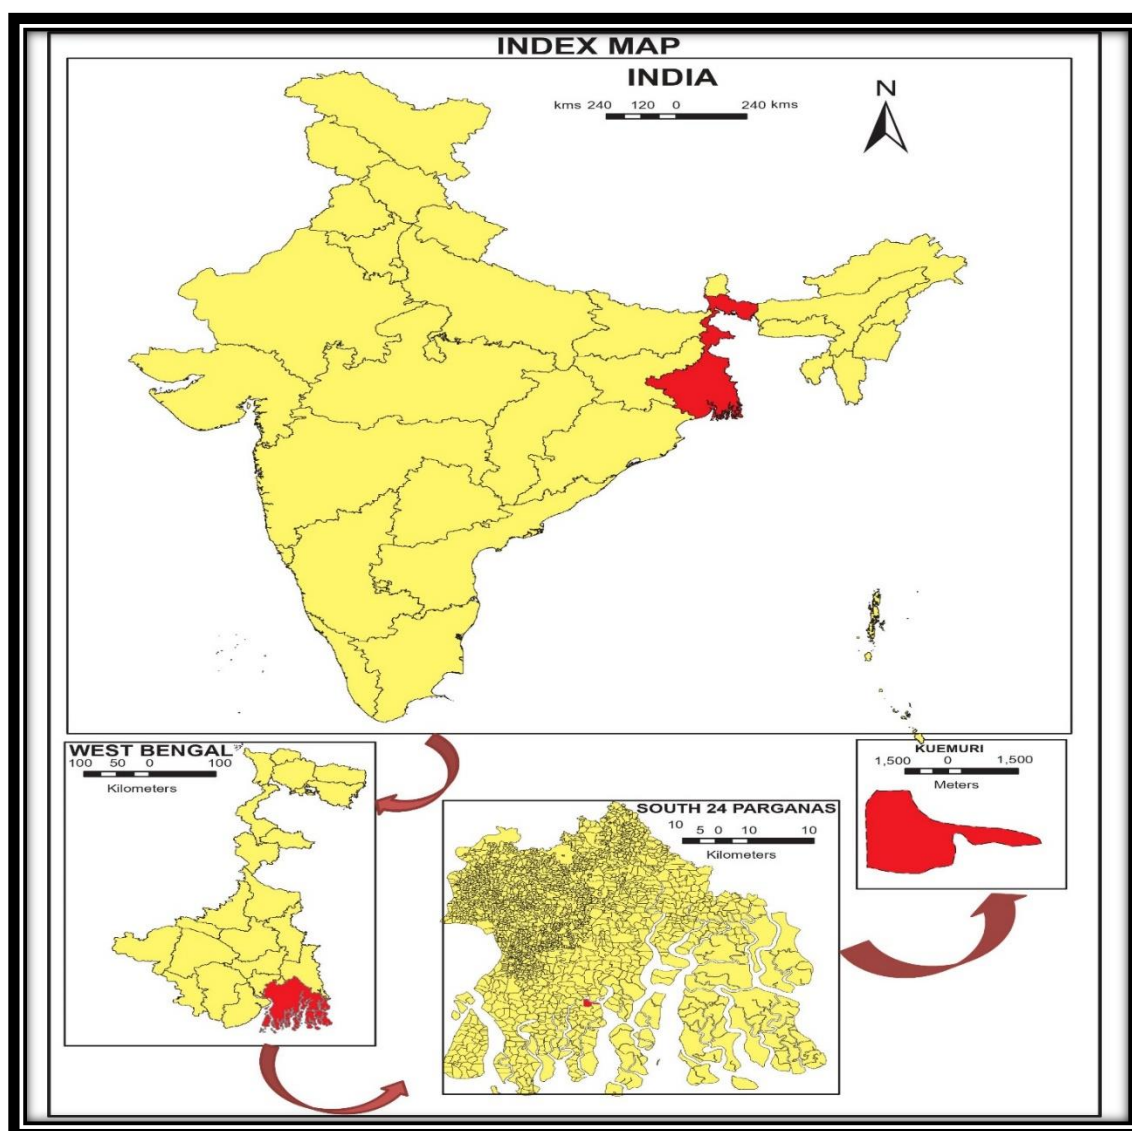 INDEX MAP
INDIA
kms 240 120 0 240 kms
N
WEST BENGAL
100 50 0 100
Kilometers
SOUTH 24 PARGANAS
10 5 0 10 10
Kilometers
KUEMURI
1,500 0 1,500
Meters